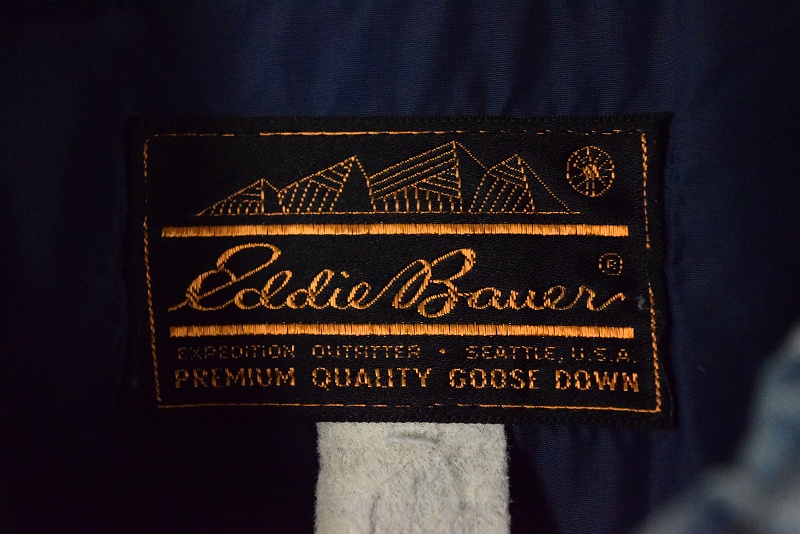 Eddie Bauer ®
EXPEDITION OUTFITTER • SEATTLE, U.S.A.
PREMIUM QUALITY GOOSE DOWN